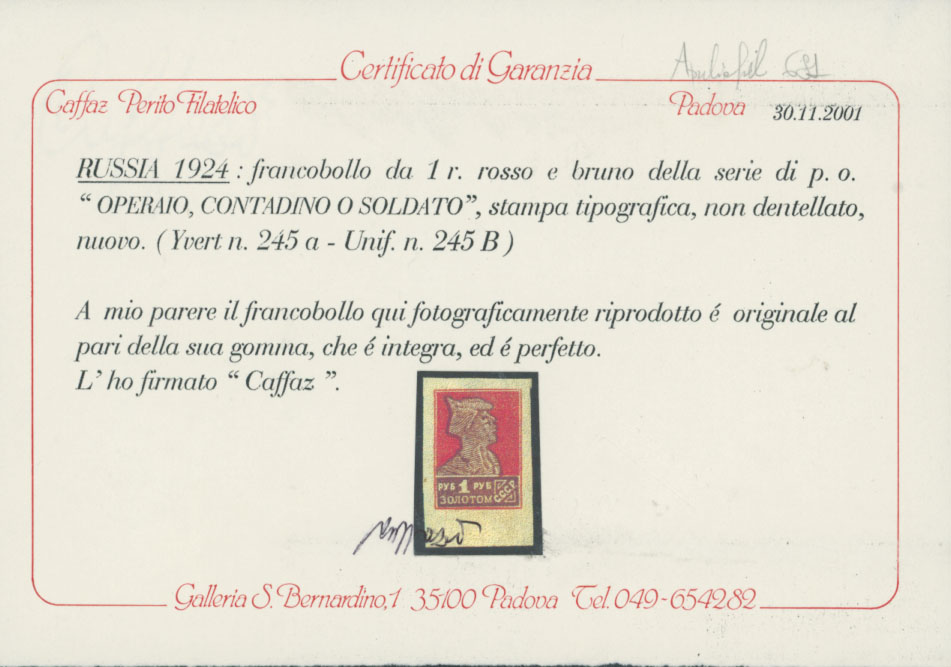 Certificato di Garanzia
Caffaz Perito Filatelico
Padova 30.11.2001
RUSSIA 1924 : francobollo da 1 r. rosso e bruno della serie di p. o.
“ OPERAIO, CONTADINO O SOLDATO”, stampa tipografica, non dentellato,
nuovo. ( Yvert n. 245 a - Unif. n. 245 B )
A mio parere il francobollo qui fotograficamente riprodotto é originale al
pari della sua gomma, che é integra, ed é perfetto.
L’ ho firmato “ Caffaz ”.
РУБ 1 РУБ
ЗОЛОТОМ СССР
Galleria S. Bernardino,1 35100 Padova Tel. 049-654282